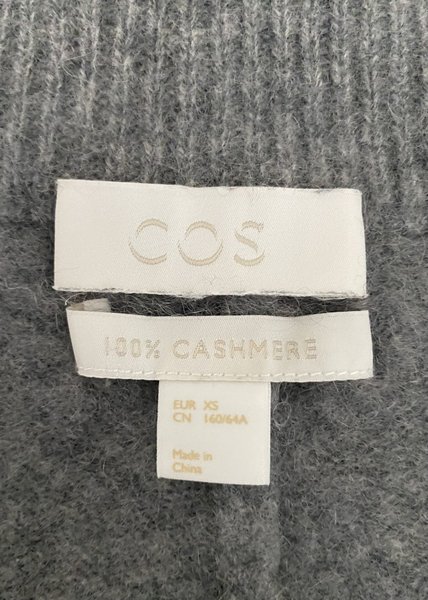 COS
100% CASHMERE
EUR XS
CN 160/64A
Made in
China